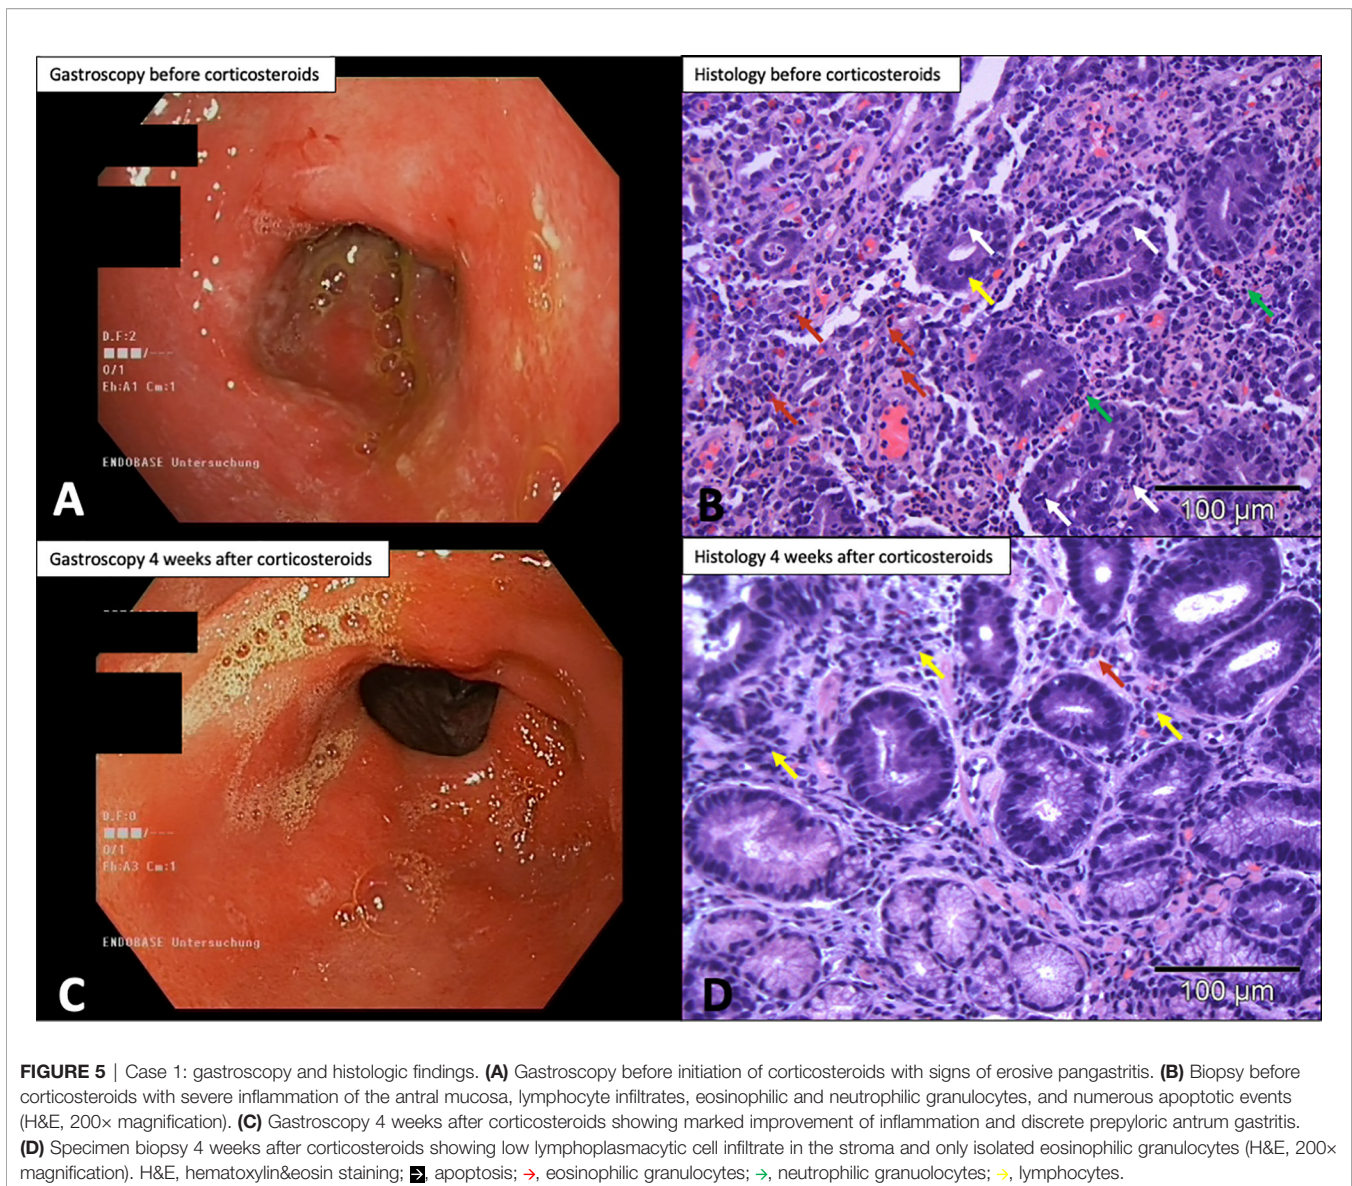 Gastroscopy before corticosteroids
Histology before corticosteroids
D.F:2
0/1
Eh:A1 Cm:1
ENDOBASE Untersuchung
A
B
100 µm
Gastroscopy 4 weeks after corticosteroids
Histology 4 weeks after corticosteroids
D.F:0
0/1
Eh:A3 Cm:1
ENDOBASE Untersuchung
C
D
100 µm
FIGURE 5 | Case 1: gastroscopy and histologic findings. (A) Gastroscopy before initiation of corticosteroids with signs of erosive pangastritis. (B) Biopsy before
corticosteroids with severe inflammation of the antral mucosa, lymphocyte infiltrates, eosinophilic and neutrophilic granulocytes, and numerous apoptotic events
(H&E, 200× magnification). (C) Gastroscopy 4 weeks after corticosteroids showing marked improvement of inflammation and discrete prepyloric antrum gastritis.
(D) Specimen biopsy 4 weeks after corticosteroids showing low lymphoplasmacytic cell infiltrate in the stroma and only isolated eosinophilic granulocytes (H&E, 200×
magnification). H&E, hematoxylin&eosin staining; →, apoptosis; →, eosinophilic granulocytes; →, neutrophilic granuolocytes; →, lymphocytes.